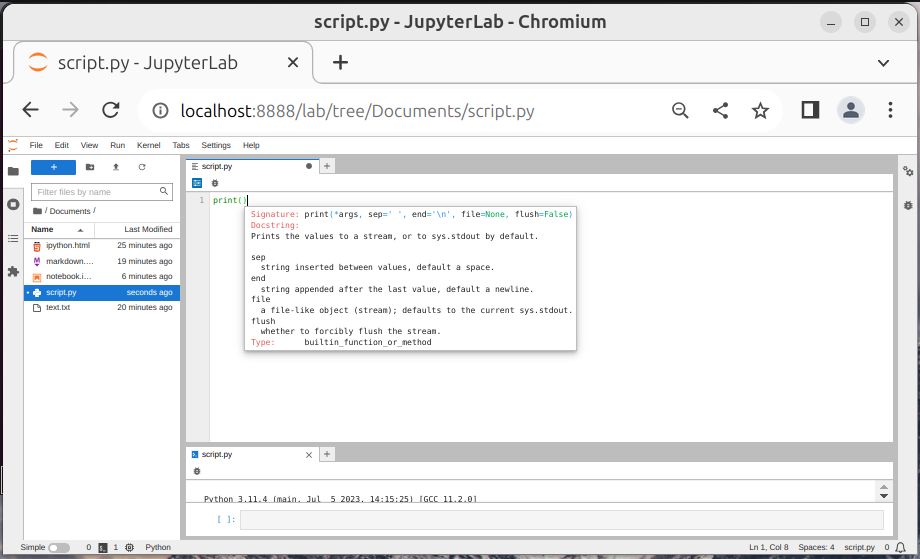 script.py - JupyterLab - Chromium
script.py - JupyterLab
localhost:8888/lab/tree/Documents/script.py
File Edit View Run Kernel Tabs Settings Help
+
Filter files by name
/ Documents /
Name Last Modified
ipython.html 25 minutes ago
markdown.... 19 minutes ago
notebook.i... 6 minutes ago
script.py seconds ago
text.txt 20 minutes ago
script.py
1 print()
Signature: print(*args, sep=' ', end='\n', file=None, flush=False)
Docstring:
Prints the values to a stream, or to sys.stdout by default.
sep
string inserted between values, default a space.
end
string appended after the last value, default a newline.
file
a file-like object (stream); defaults to the current sys.stdout.
flush
whether to forcibly flush the stream.
Type: builtin_function_or_method
script.py
Python 3.11.4 (main, Jul 5 2023, 14:15:25) [GCC 11.2.0]
[ ]:
Simple 0 1 Python Ln 1, Col 8 Spaces: 4 script.py 0